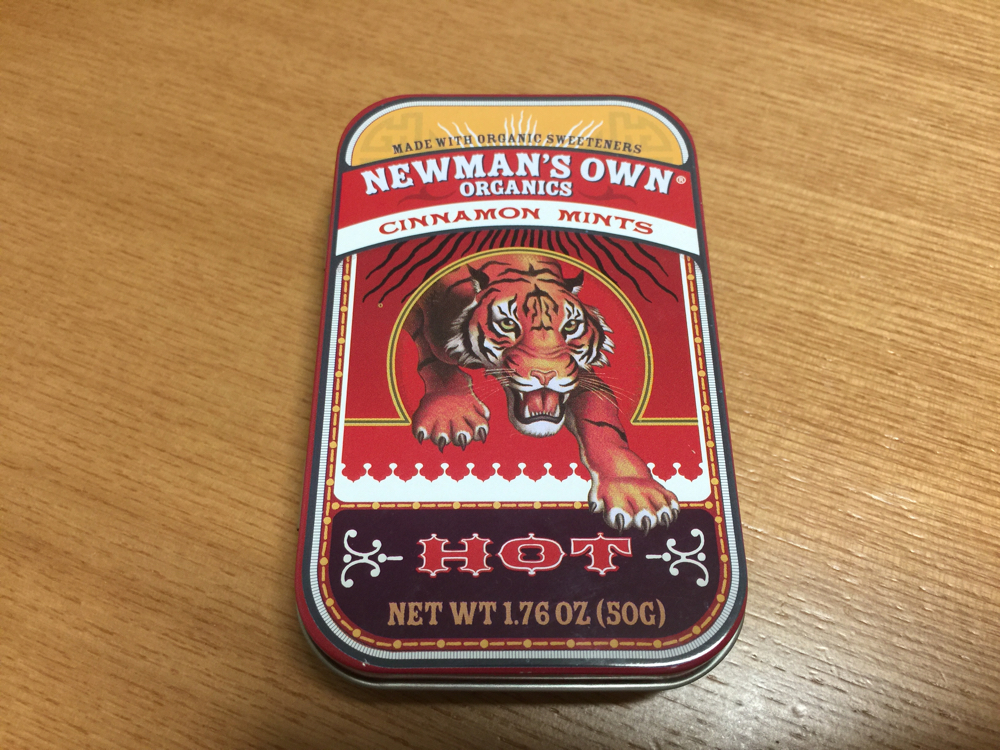 MADE WITH ORGANIC SWEETENERS
NEWMAN'S OWN®
ORGANICS
CINNAMON MINTS
HOT
NET WT 1.76 OZ (50G)